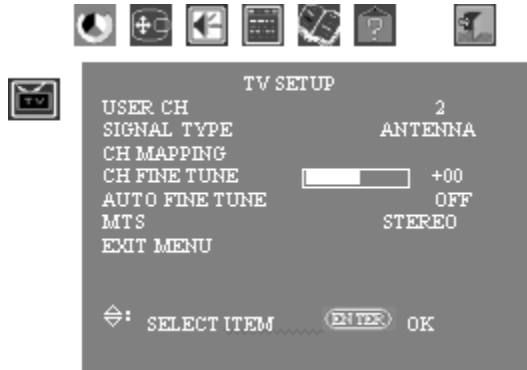 TV
TV SETUP
USER CH 2
SIGNAL TYPE ANTENNA
CH MAPPING
CH FINE TUNE +00
AUTO FINE TUNE OFF
MTS STEREO
EXIT MENU
: SELECT ITEM ENTER OK